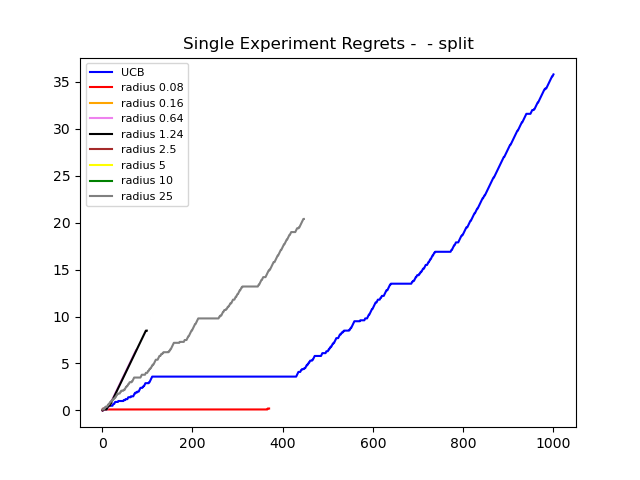 Single Experiment Regrets -  - split
UCB
radius 0.08
radius 0.16
radius 0.64
radius 1.24
radius 2.5
radius 5
radius 10
radius 25
35
30
25
20
15
10
5
0
0 200 400 600 800 1000